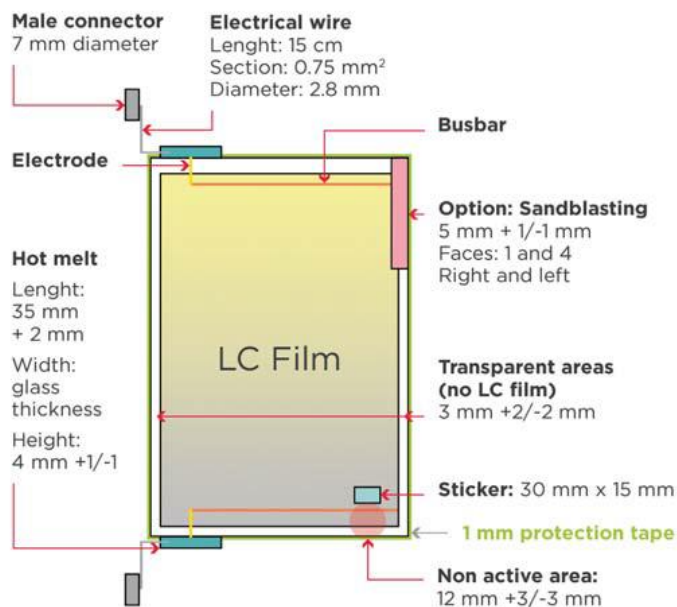 Male connector
7 mm diameter
Electrical wire
Lenght: 15 cm
Section: 0.75 mm²
Diameter: 2.8 mm
Busbar
Electrode
Option: Sandblasting
5 mm + 1/-1 mm
Faces: 1 and 4
Right and left
Hot melt
Lenght:
35 mm
+ 2 mm
Width:
glass
thickness
Height:
4 mm +1/-1
LC Film
Transparent areas
(no LC film)
3 mm +2/-2 mm
Sticker: 30 mm x 15 mm
1 mm protection tape
Non active area:
12 mm +3/-3 mm